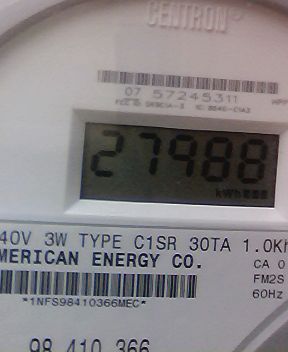 CENTRON
07 57245311
27988
kWh
40V 3W TYPE C1SR 30TA 1.0Kh
MERICAN ENERGY CO.
CA 0
FM2S
60Hz
*1NFS98410366MEC*
98 410 366